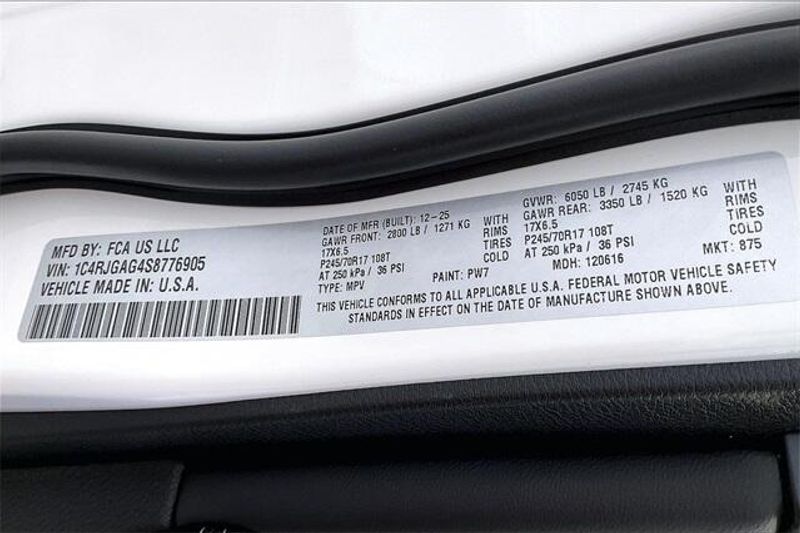 MFD BY: FCA US LLC
VIN: 1C4RJGAG4S8776905
VEHICLE MADE IN: U.S.A.
DATE OF MFR (BUILT): 12-25
GAWR FRONT: 2800 LB / 1271 KG WITH
17X6.5 RIMS
P245/70R17 108T TIRES
AT 250 kPa / 36 PSI COLD
TYPE: MPV PAINT: PW7
GVWR: 6050 LB / 2745 KG
GAWR REAR: 3350 LB / 1520 KG WITH
17X6.5 RIMS
P245/70R17 108T TIRES
AT 250 kPa / 36 PSI COLD
MDH: 120616 MKT: 875
THIS VEHICLE CONFORMS TO ALL APPLICABLE U.S.A. FEDERAL MOTOR VEHICLE SAFETY
STANDARDS IN EFFECT ON THE DATE OF MANUFACTURE SHOWN ABOVE.